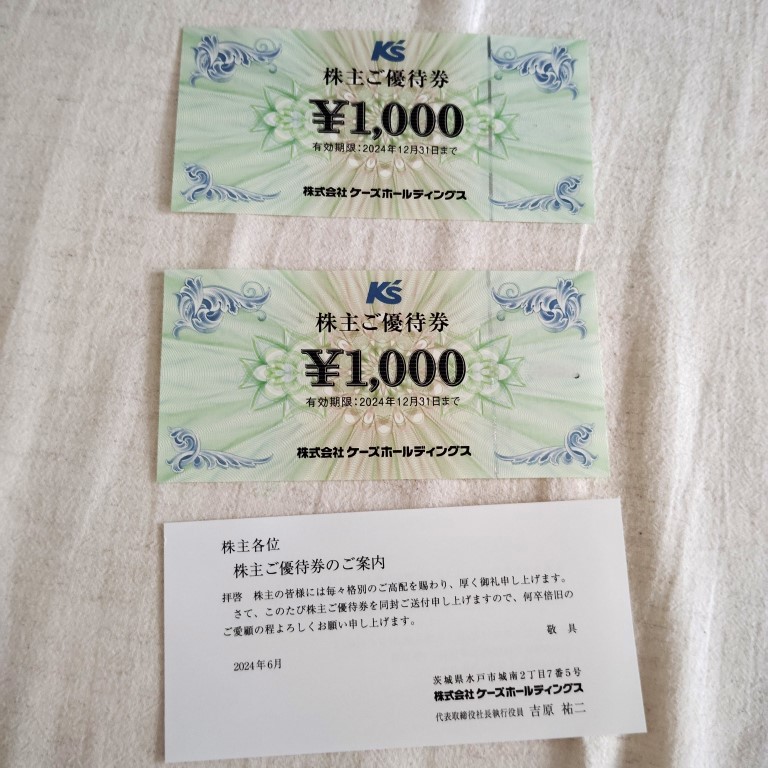 K's
株主ご優待券
¥1,000
有効期限：2024年12月31日まで
株式会社 ケーズホールディングス
K's
株主ご優待券
¥1,000
有効期限：2024年12月31日まで
株式会社 ケーズホールディングス
株主各位
株主ご優待券のご案内
拝啓　株主の皆様には毎々格別のご高配を賜わり、厚く御礼申し上げます。
さて、このたび株主ご優待券を同封ご送付申し上げますので、何卒倍旧の
ご愛顧の程よろしくお願い申し上げます。
敬　具
2024年6月
茨城県水戸市城南2丁目7番5号
株式会社 ケーズホールディングス
代表取締役社長執行役員 吉原 祐二